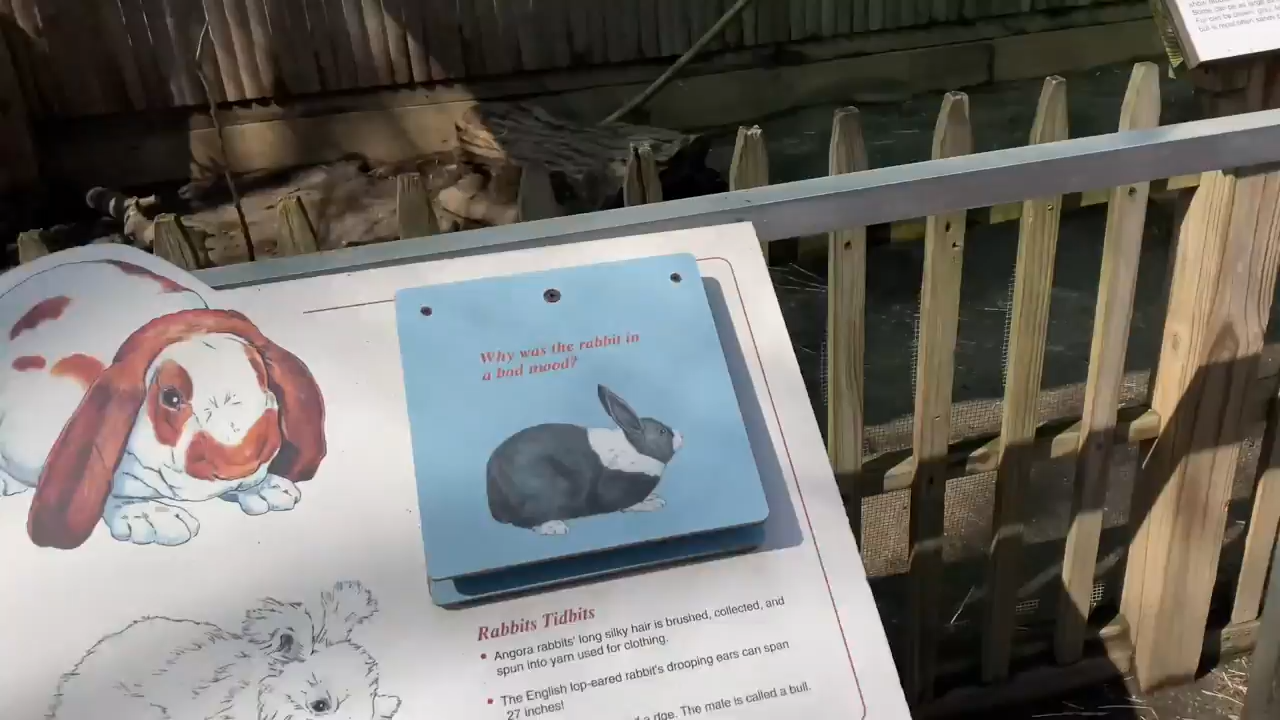 Why was the rabbit in
a bad mood?
Rabbits Tidbits
• Angora rabbits' long silky hair is brushed, collected, and
spun into yarn used for clothing.
• The English lop-eared rabbit's drooping ears can span
27 inches!
The male is called a bull.